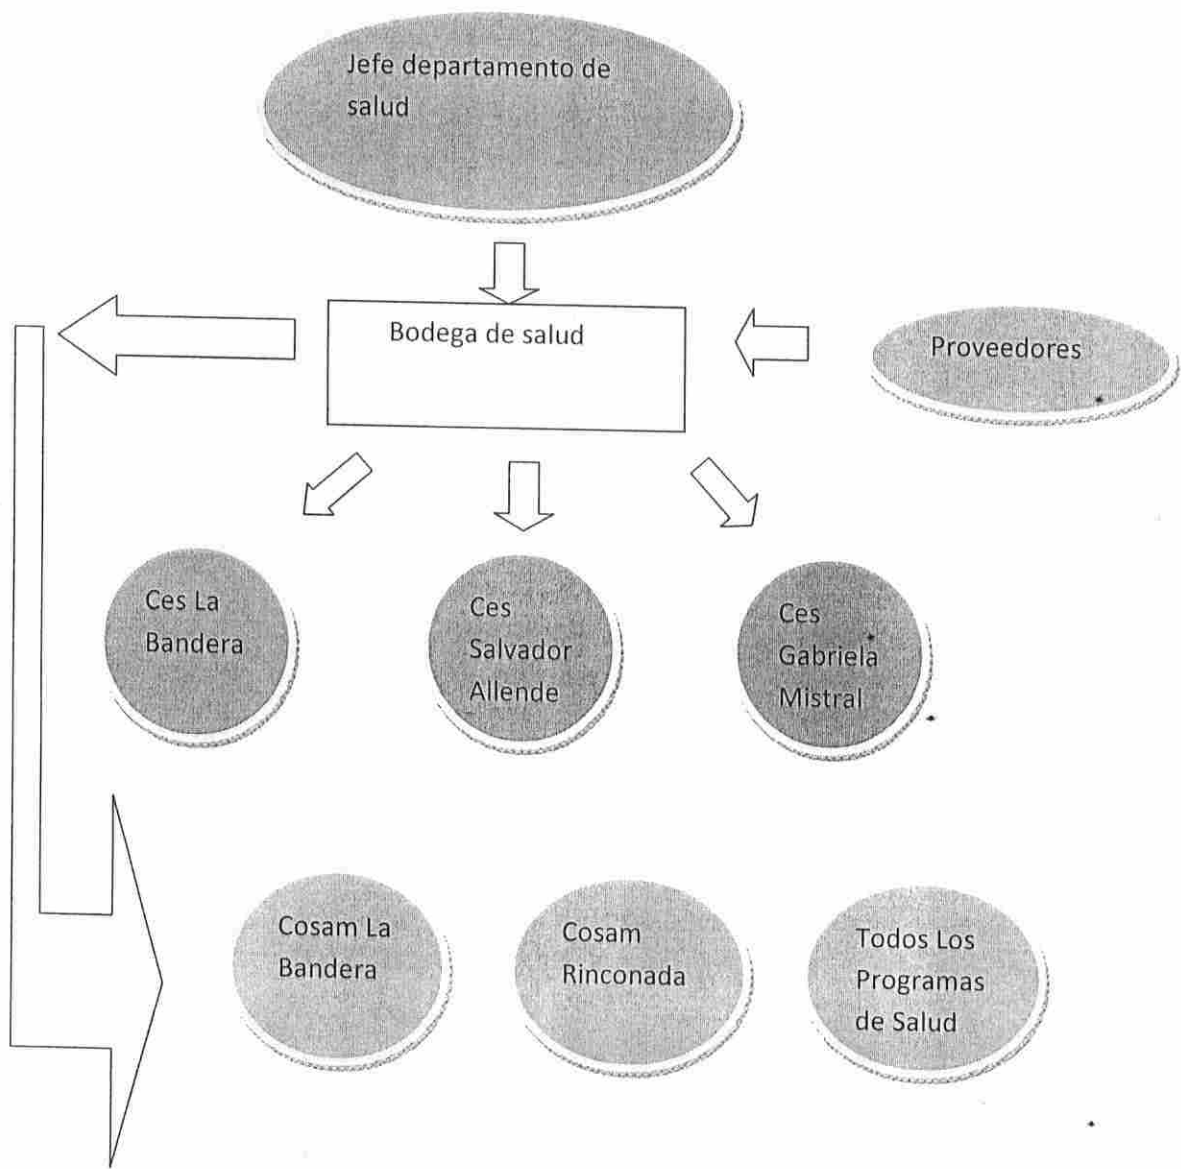 Jefe departamento de
salud
Bodega de salud
Proveedores
Ces La
Bandera
Ces
Salvador
Allende
Ces
Gabriela
Mistral
Cosam La
Bandera
Cosam
Rinconada
Todos Los
Programas
de Salud